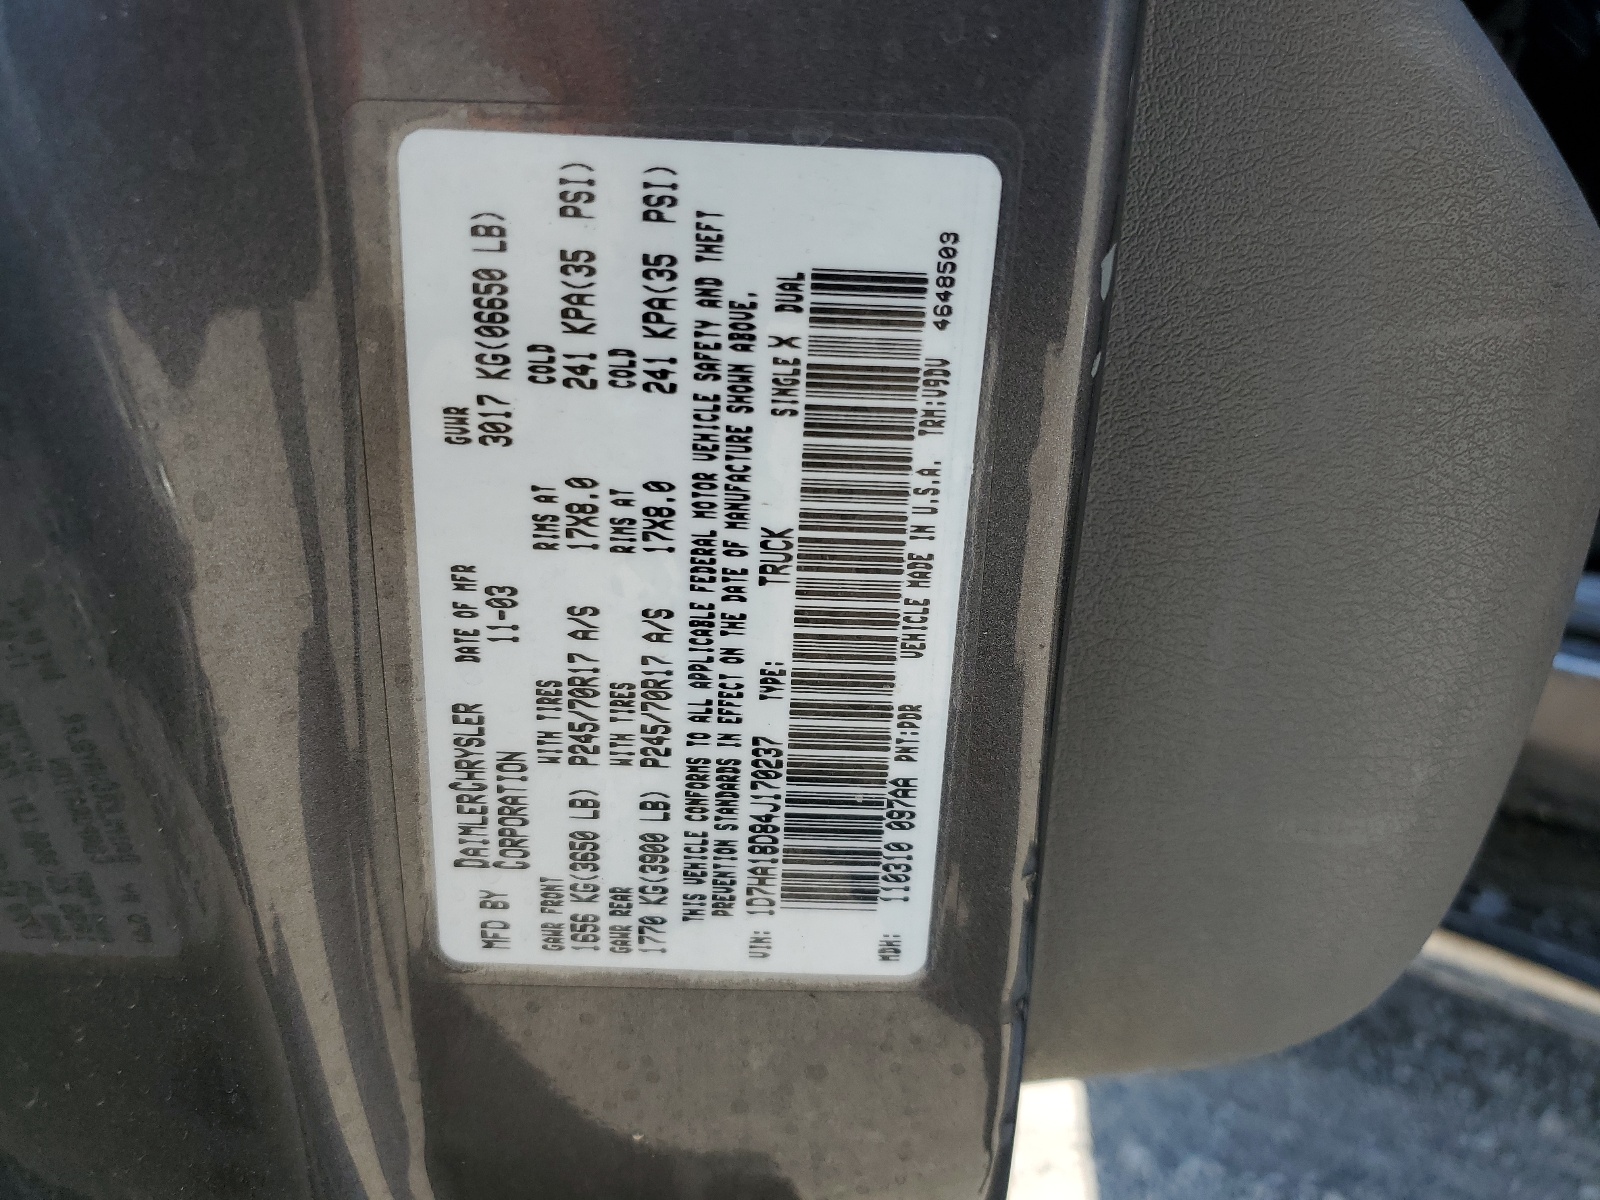 MFD BY DAIMLERCHRYSLER CORPORATION DATE OF MFR 11-03 GVWR 3017 KG(06650 LB)
GAWR FRONT WITH TIRES RIMS AT COLD
1656 KG(3650 LB) P245/70R17 A/S 17X8.0 241 KPA(35 PSI)
GAWR REAR WITH TIRES RIMS AT COLD
1770 KG(3900 LB) P245/70R17 A/S 17X8.0 241 KPA(35 PSI)
THIS VEHICLE CONFORMS TO ALL APPLICABLE FEDERAL MOTOR VEHICLE SAFETY AND THEFT
PREVENTION STANDARDS IN EFFECT ON THE DATE OF MANUFACTURE SHOWN ABOVE.
VIN: 1D7HA18D84J170237 TYPE: TRUCK SINGLE X DUAL
MDH: 110310 097AA PNT:PDR VEHICLE MADE IN U.S.A. TRM:V9DV 4648503